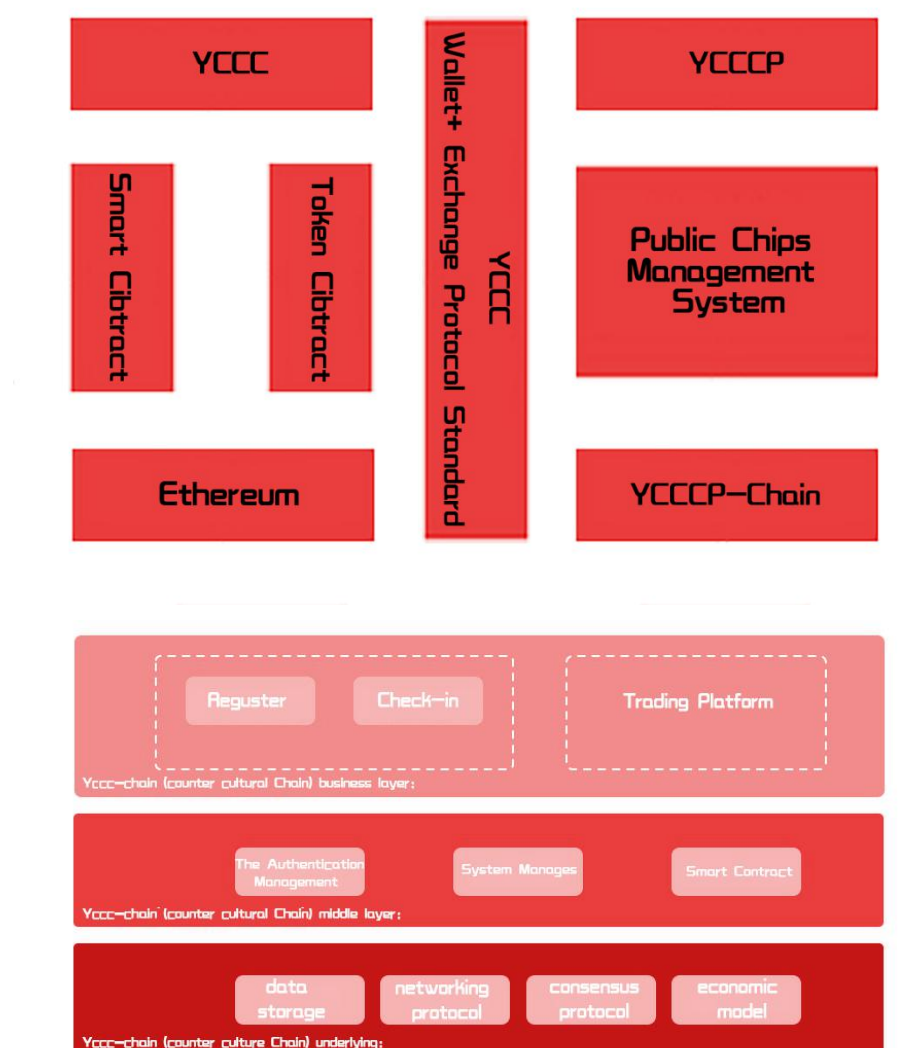 YCCC
YCCCP
Smart Cibtract
Token Cibtract
YCCC
Wallet+ Exchange Protocol Standard
Public Chips
Management
System
Ethereum
YCCCP-Chain
Reguster
Check-in
Trading Platform
Yccc-chain (counter cultural Chain) business layer;
The Authentication
Management
System Manages
Smart Contract
Yccc-chain (counter cultural Chain) middle layer;
data
storage
networking
protocol
consensus
protocol
economic
model
Yccc-chain (counter culture Chain) underlying;